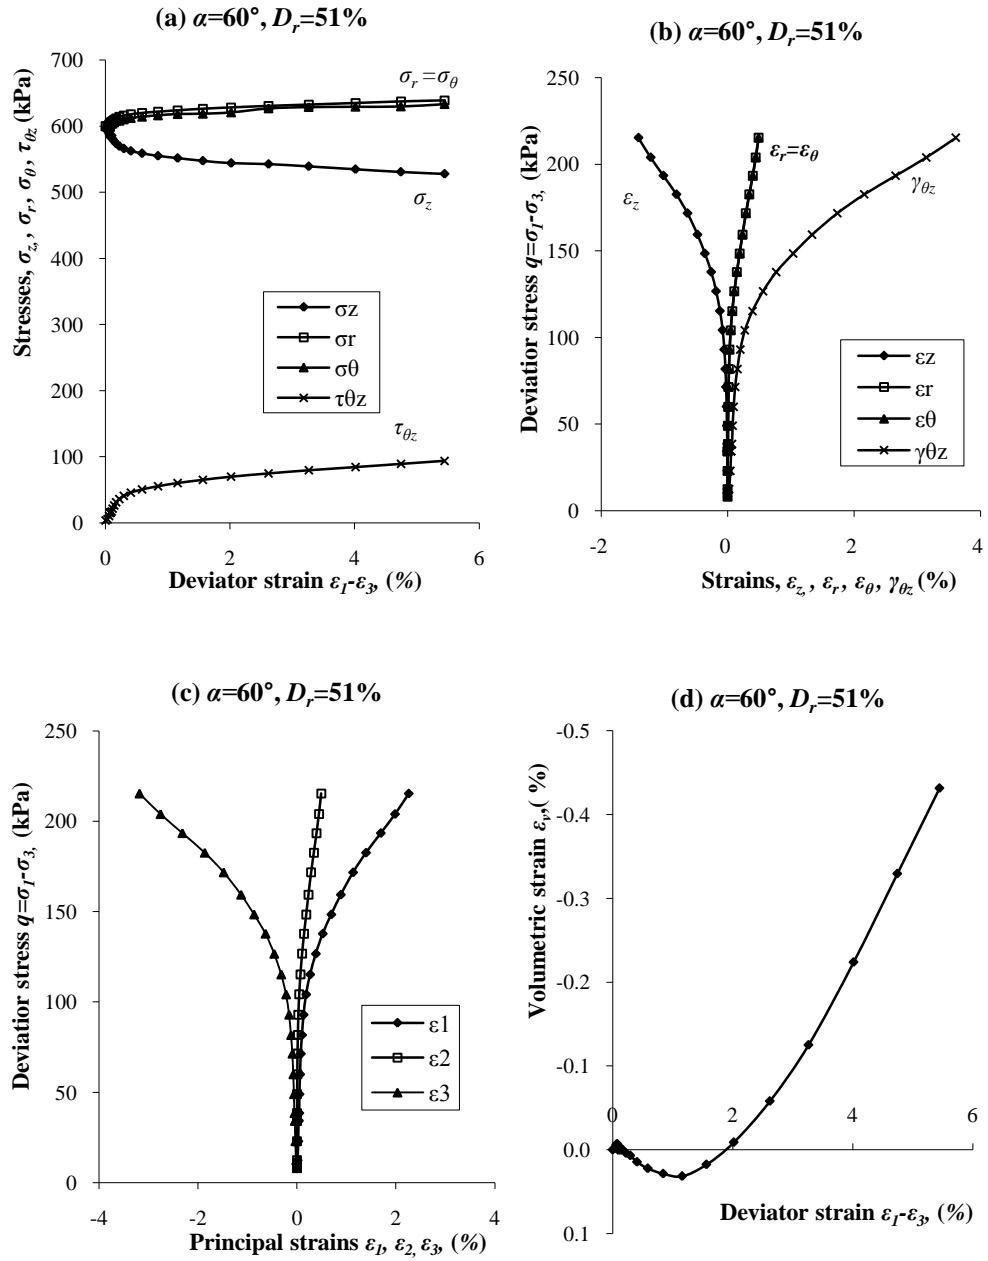 (a) α=60°, Dr=51%
Stresses, σz,, σr, σθ, τθz (kPa)
700
600
500
400
300
200
100
0
σr =σθ
σz
σz
σr
σθ
τθz
τθz
0
2
4
6
Deviator strain ε1-ε3, (%)
(b) α=60°, Dr=51%
Deviatior stress q=σ1-σ3, (kPa)
250
200
150
100
50
0
εr=εθ
εz
γθz
εz
εr
εθ
γθz
-2
0
2
4
Strains, εz, , εr, εθ, γθz (%)
(c) α=60°, Dr=51%
Deviatior stress q=σ1-σ3, (kPa)
250
200
150
100
50
0
ε1
ε2
ε3
-4
-2
0
2
4
Principal strains ε1, ε2, ε3, (%)
(d) α=60°, Dr=51%
Volumetric strain εv,( %)
-0.5
-0.4
-0.3
-0.2
-0.1
0.0
0.1
0
2
4
6
Deviator strain ε1-ε3, (%)